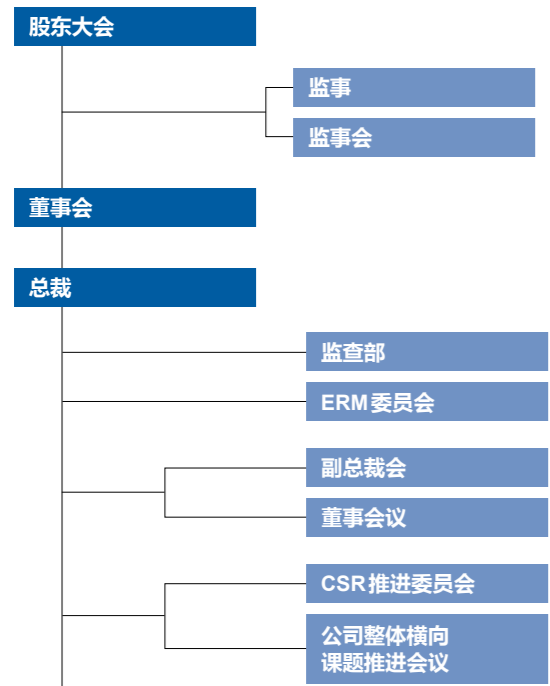 股东大会
监事
监事会
董事会
总裁
监查部
ERM委员会
副总裁会
董事会议
CSR推进委员会
公司整体横向
课题推进会议